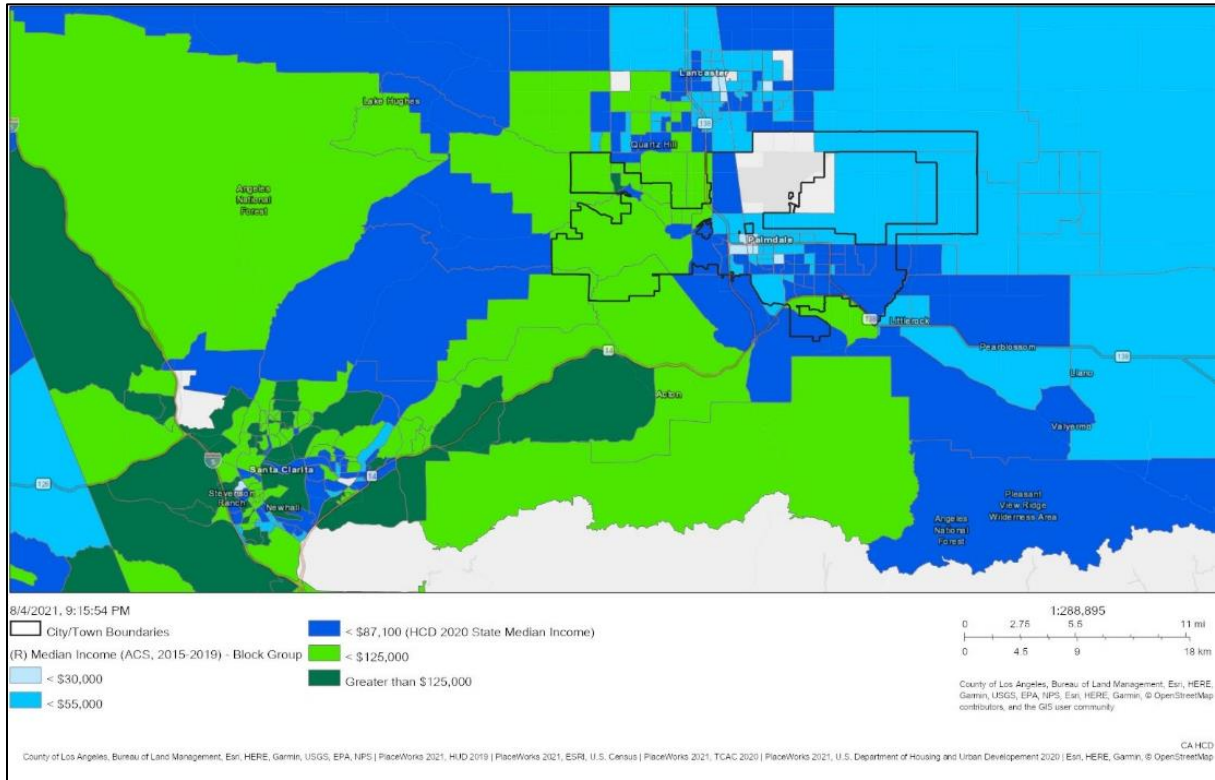 Lancaster
Lake Hughes
138
Quartz Hill
Angeles
National
Forest
Palmdale
138
Littlerock
Pearblossom
138
Llano
14
Acton
Valyermo
Santa Clarita
14
126
Stevenson
Ranch
Newhall
Pleasant
View Ridge
Wilderness Area
Angeles
National
Forest
8/4/2021, 9:15:54 PM
City/Town Boundaries
(R) Median Income (ACS, 2015-2019) - Block Group
< $30,000
< $55,000
< $87,100 (HCD 2020 State Median Income)
< $125,000
Greater than $125,000
1:288,895
0 2.75 5.5 11 mi
0 4.5 9 18 km
County of Los Angeles, Bureau of Land Management, Esri, HERE,
Garmin, USGS, EPA, NPS, Esri, HERE, Garmin, © OpenStreetMap
contributors, and the GIS user community
CA HCD
County of Los Angeles, Bureau of Land Management, Esri, HERE, Garmin, USGS, EPA, NPS | PlaceWorks 2021, HUD 2019 | PlaceWorks 2021, ESRI, U.S. Census | PlaceWorks 2021, TCAC 2020 | PlaceWorks 2021, U.S. Department of Housing and Urban Developement 2020 | Esri, HERE, Garmin, © OpenStreetMap